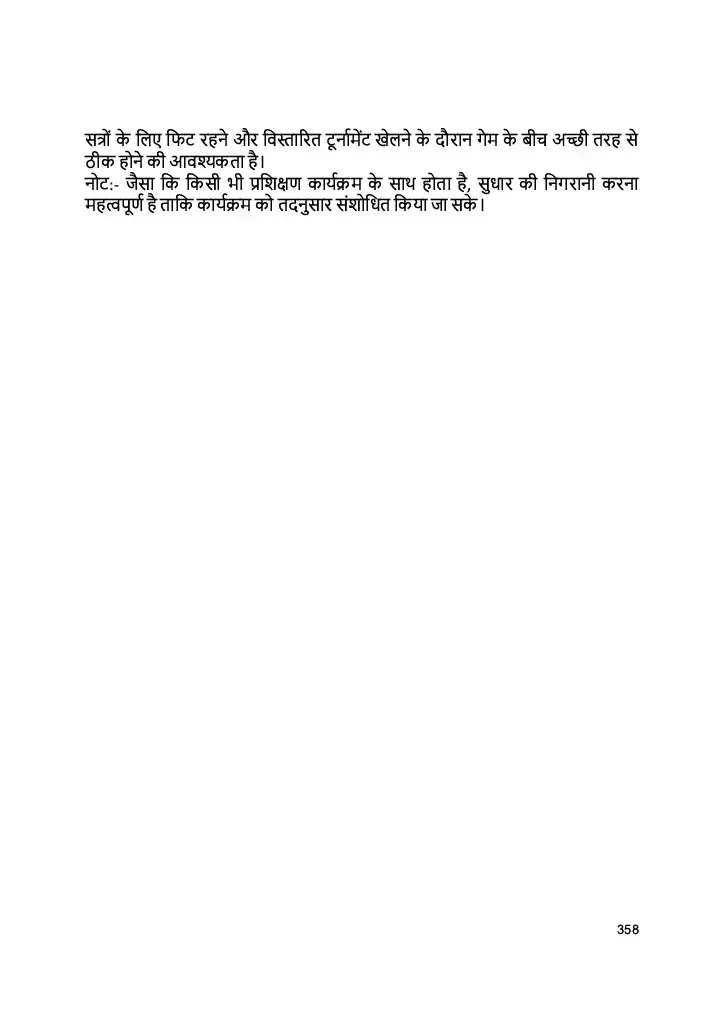 सत्रों के लिए फिट रहने और विस्तारित टूर्नामेंट खेलने के दौरान गेम के बीच अच्छी तरह से
ठीक होने की आवश्यकता है।
नोट:- जैसा कि किसी भी प्रशिक्षण कार्यक्रम के साथ होता है, सुधार की निगरानी करना
महत्वपूर्ण है ताकि कार्यक्रम को तदनुसार संशोधित किया जा सके।
358